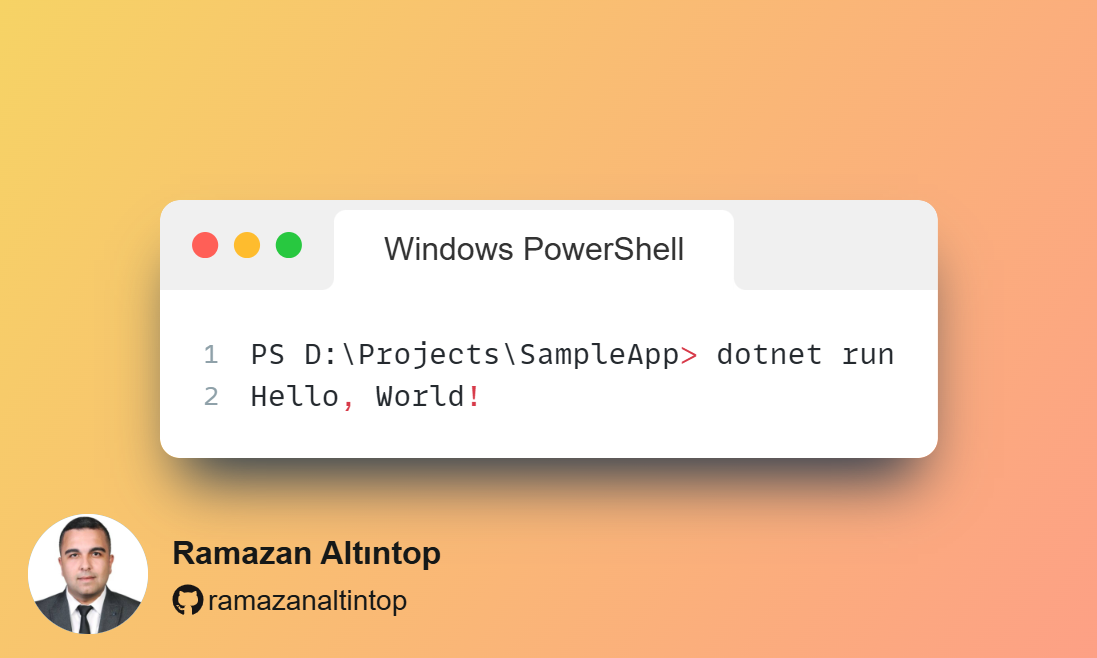 Windows PowerShell
1 PS D:\Projects\SampleApp> dotnet run
2 Hello, World!
Ramazan Altıntop
ramazanaltintop